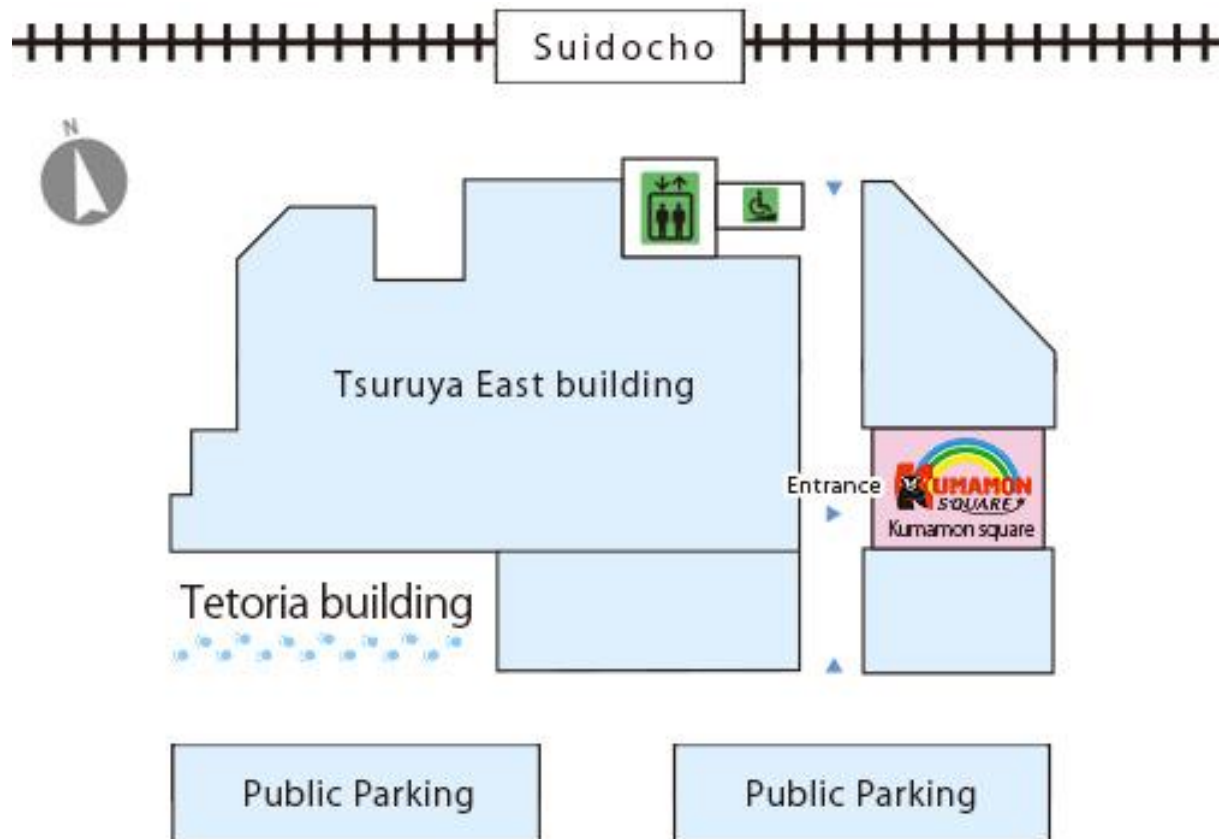 Suidocho
N
Tsuruya East building
Entrance
KUMAMON
SQUARE
Kumamon square
Tetoria building
Public Parking
Public Parking